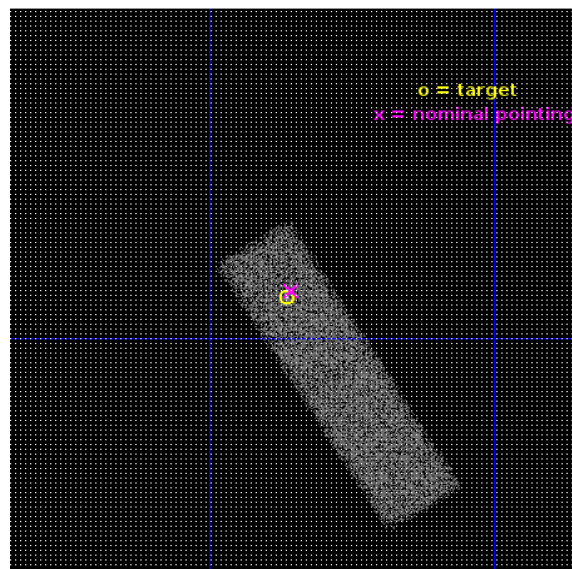 o = target
x = nominal pointing